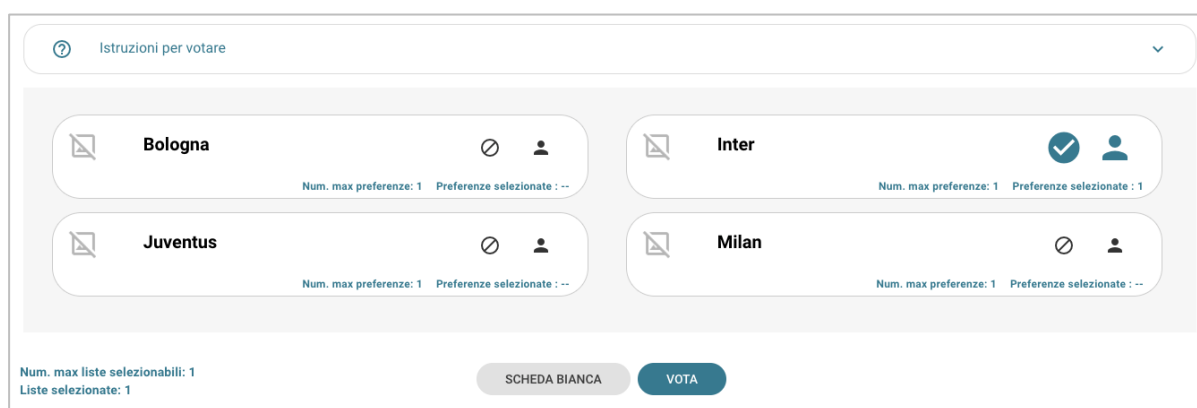 Istruzioni per votare
Bologna
Num. max preferenze: 1 Preferenze selezionate : --
Inter
Num. max preferenze: 1 Preferenze selezionate : 1
Juventus
Num. max preferenze: 1 Preferenze selezionate : --
Milan
Num. max preferenze: 1 Preferenze selezionate : --
Num. max liste selezionabili: 1
Liste selezionate: 1
SCHEDA BIANCA
VOTA